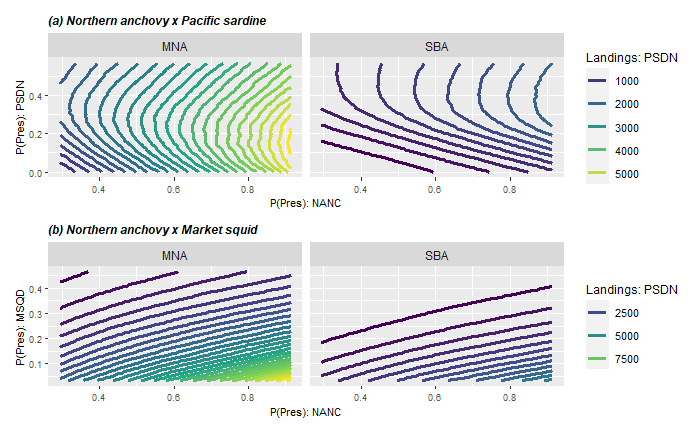 (a) Northern anchovy x Pacific sardine
MNA
SBA
P(Pres): PSDN
0.4
0.2
0.0
0.4
0.6
0.8
0.4
0.6
0.8
P(Pres): NANC
Landings: PSDN
1000
2000
3000
4000
5000
(b) Northern anchovy x Market squid
MNA
SBA
P(Pres): MSQD
0.4
0.3
0.2
0.1
0.4
0.6
0.8
0.4
0.6
0.8
P(Pres): NANC
Landings: PSDN
2500
5000
7500